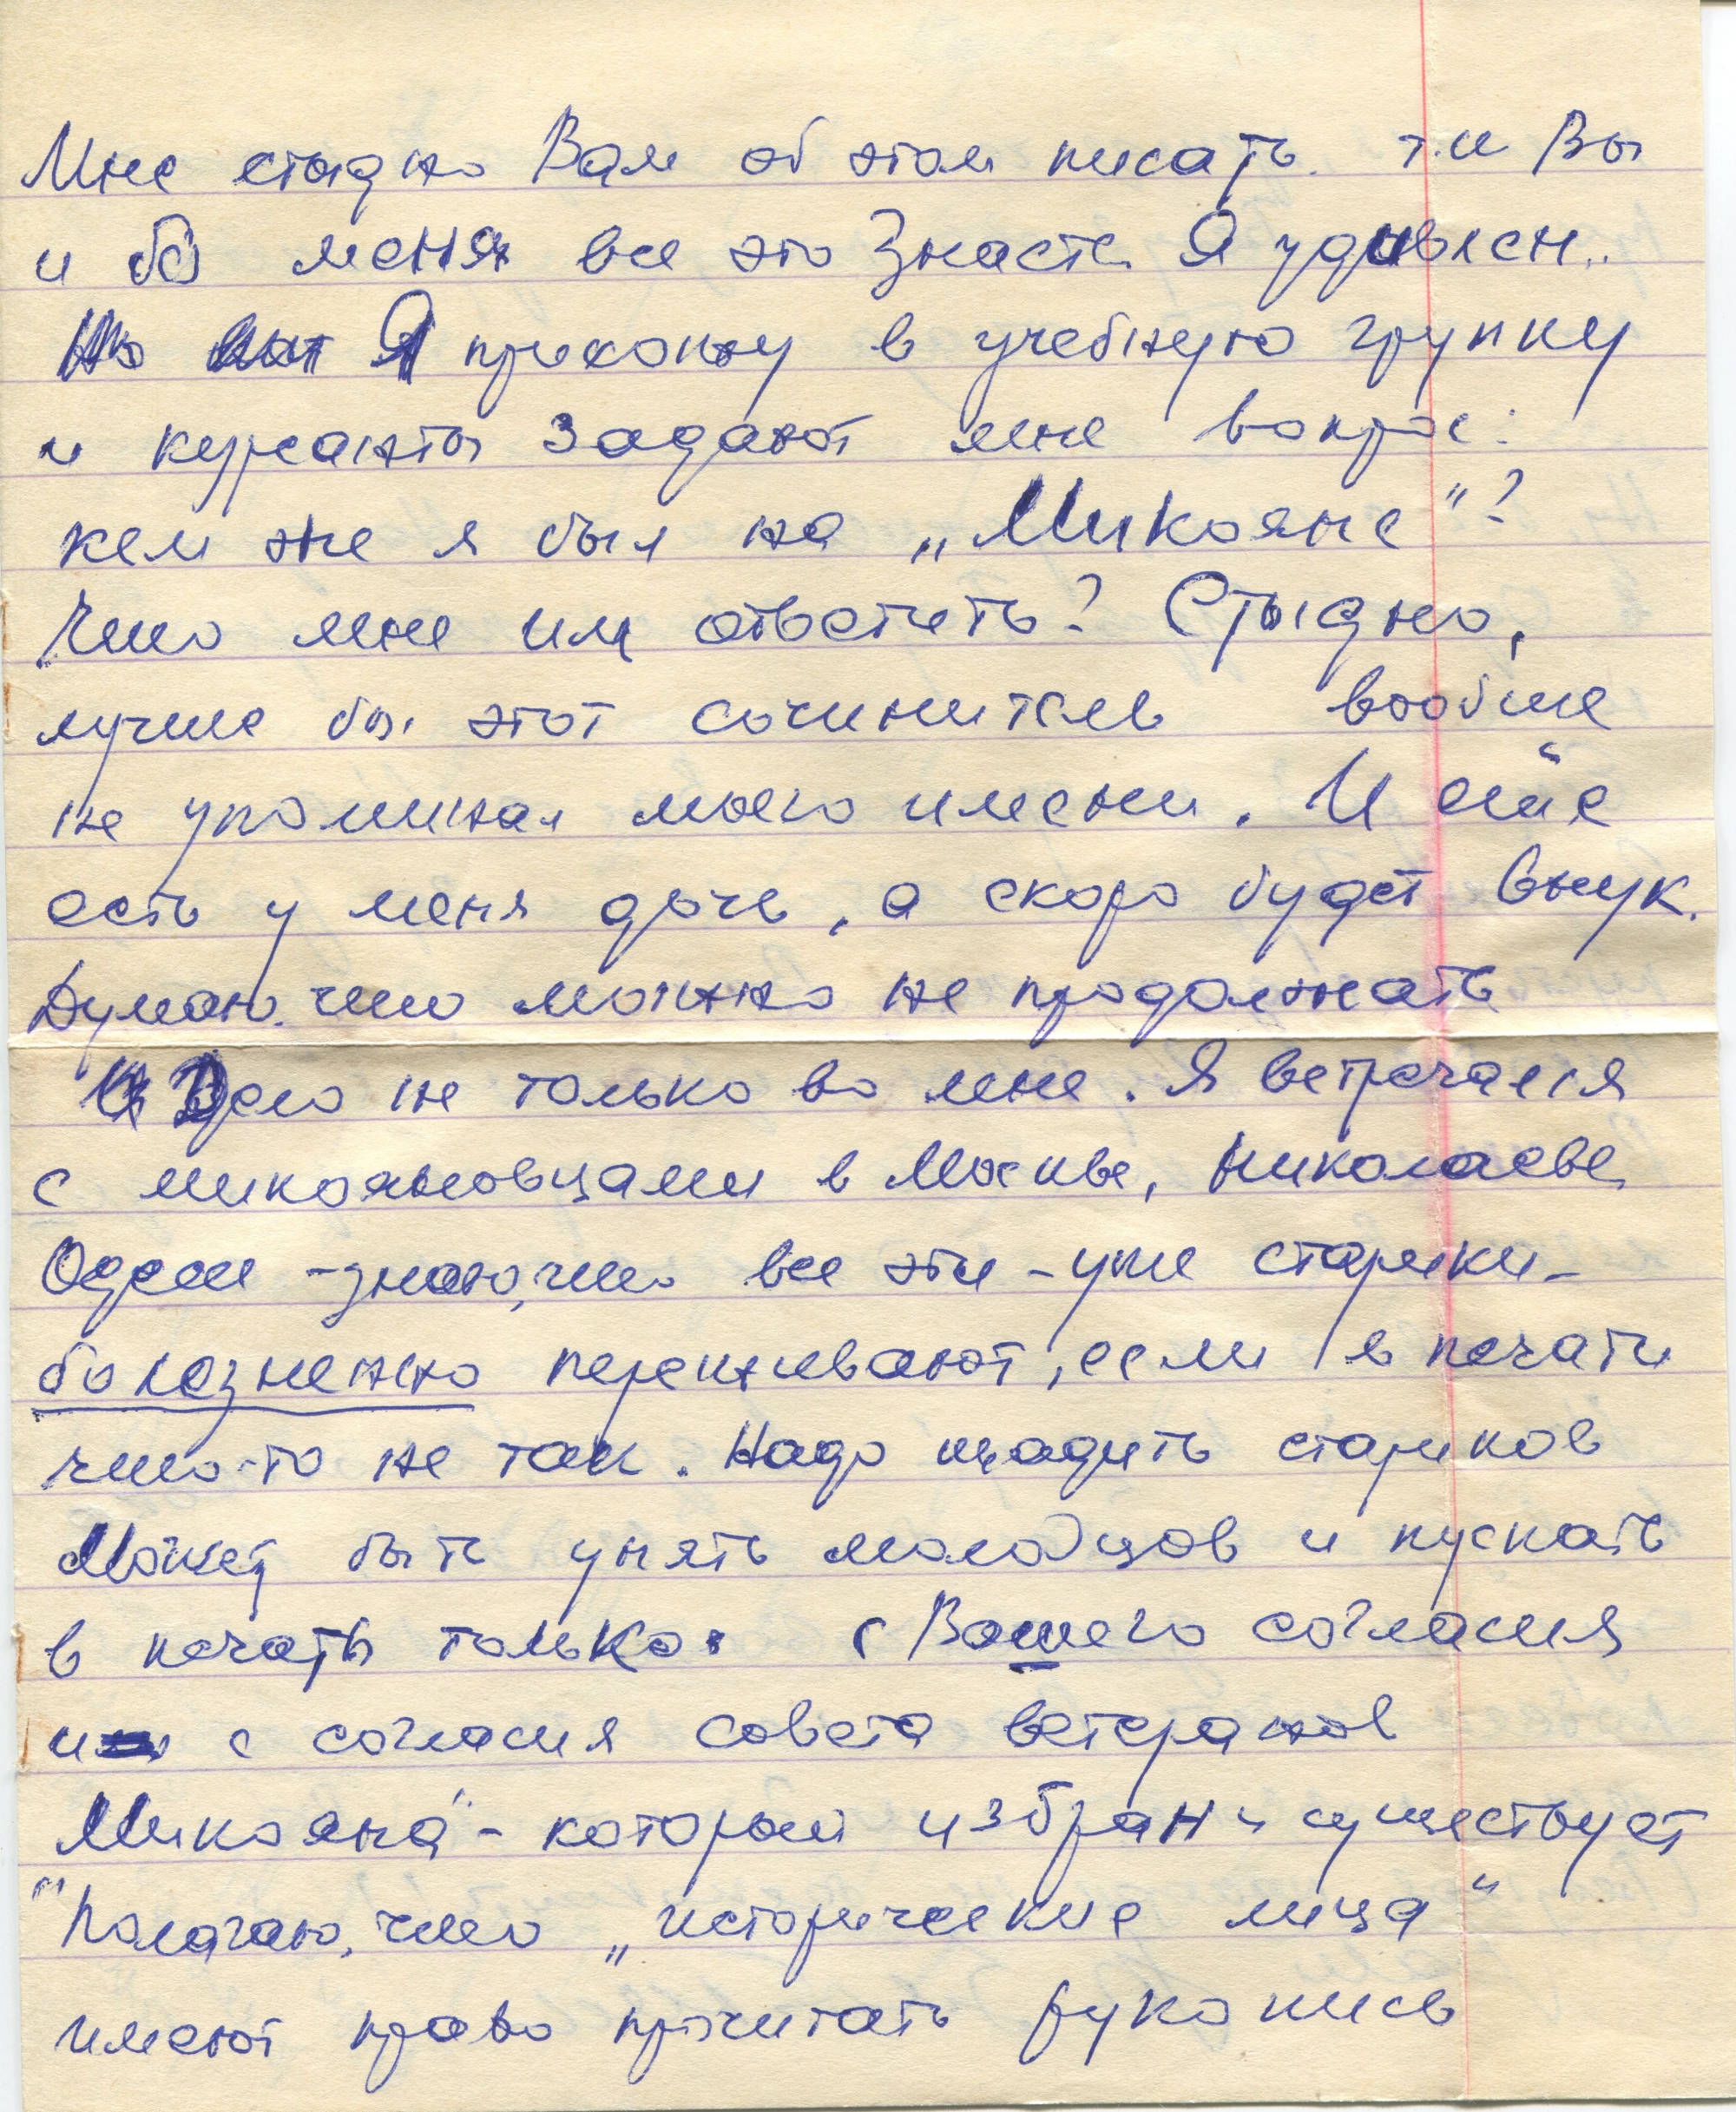 Мне стыдно Вам об этом писать. т.к Вы
и без меня все это знаете. Я удивлен..
Но вот Я прихожу в учебную группу
и курсанты задают мне вопрос:
кем же я был на „Микояне"?
Что мне им ответить? Стыдно,
лучше бы этот сочинитель вообще
не упоминал моего имени. И ещё
есть у меня дочь, а скоро будет внук.
Думаю, что можно не продолжать
Дело не только во мне. Я встречался
с микояновцами в Москве, Николаеве
Одессе - знаю, что все эти - уже старики -
болезненно переживают, если в печати
что-то не так. Надо щадить стариков
Может быть унять молодцов и пускать
в печать только с Вашего согласия
и с согласия совета ветеранов
"Микояна" - который избран и существует
Полагаю, что „исторические лица"
имеют право прочитать рукопись